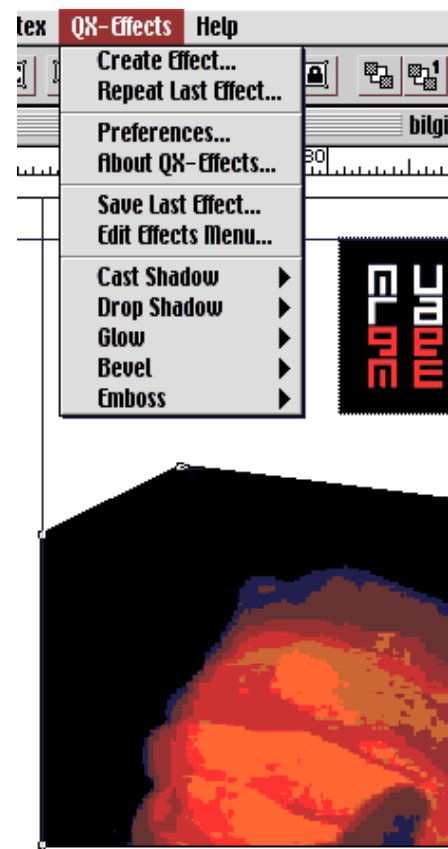 tex QX-Effects Help
Create Effect...
Repeat Last Effect...
bilgi
Preferences...
About QX-Effects...
80
Save Last Effect...
Edit Effects Menu...
Cast Shadow
Drop Shadow
Glow
Bevel
Emboss